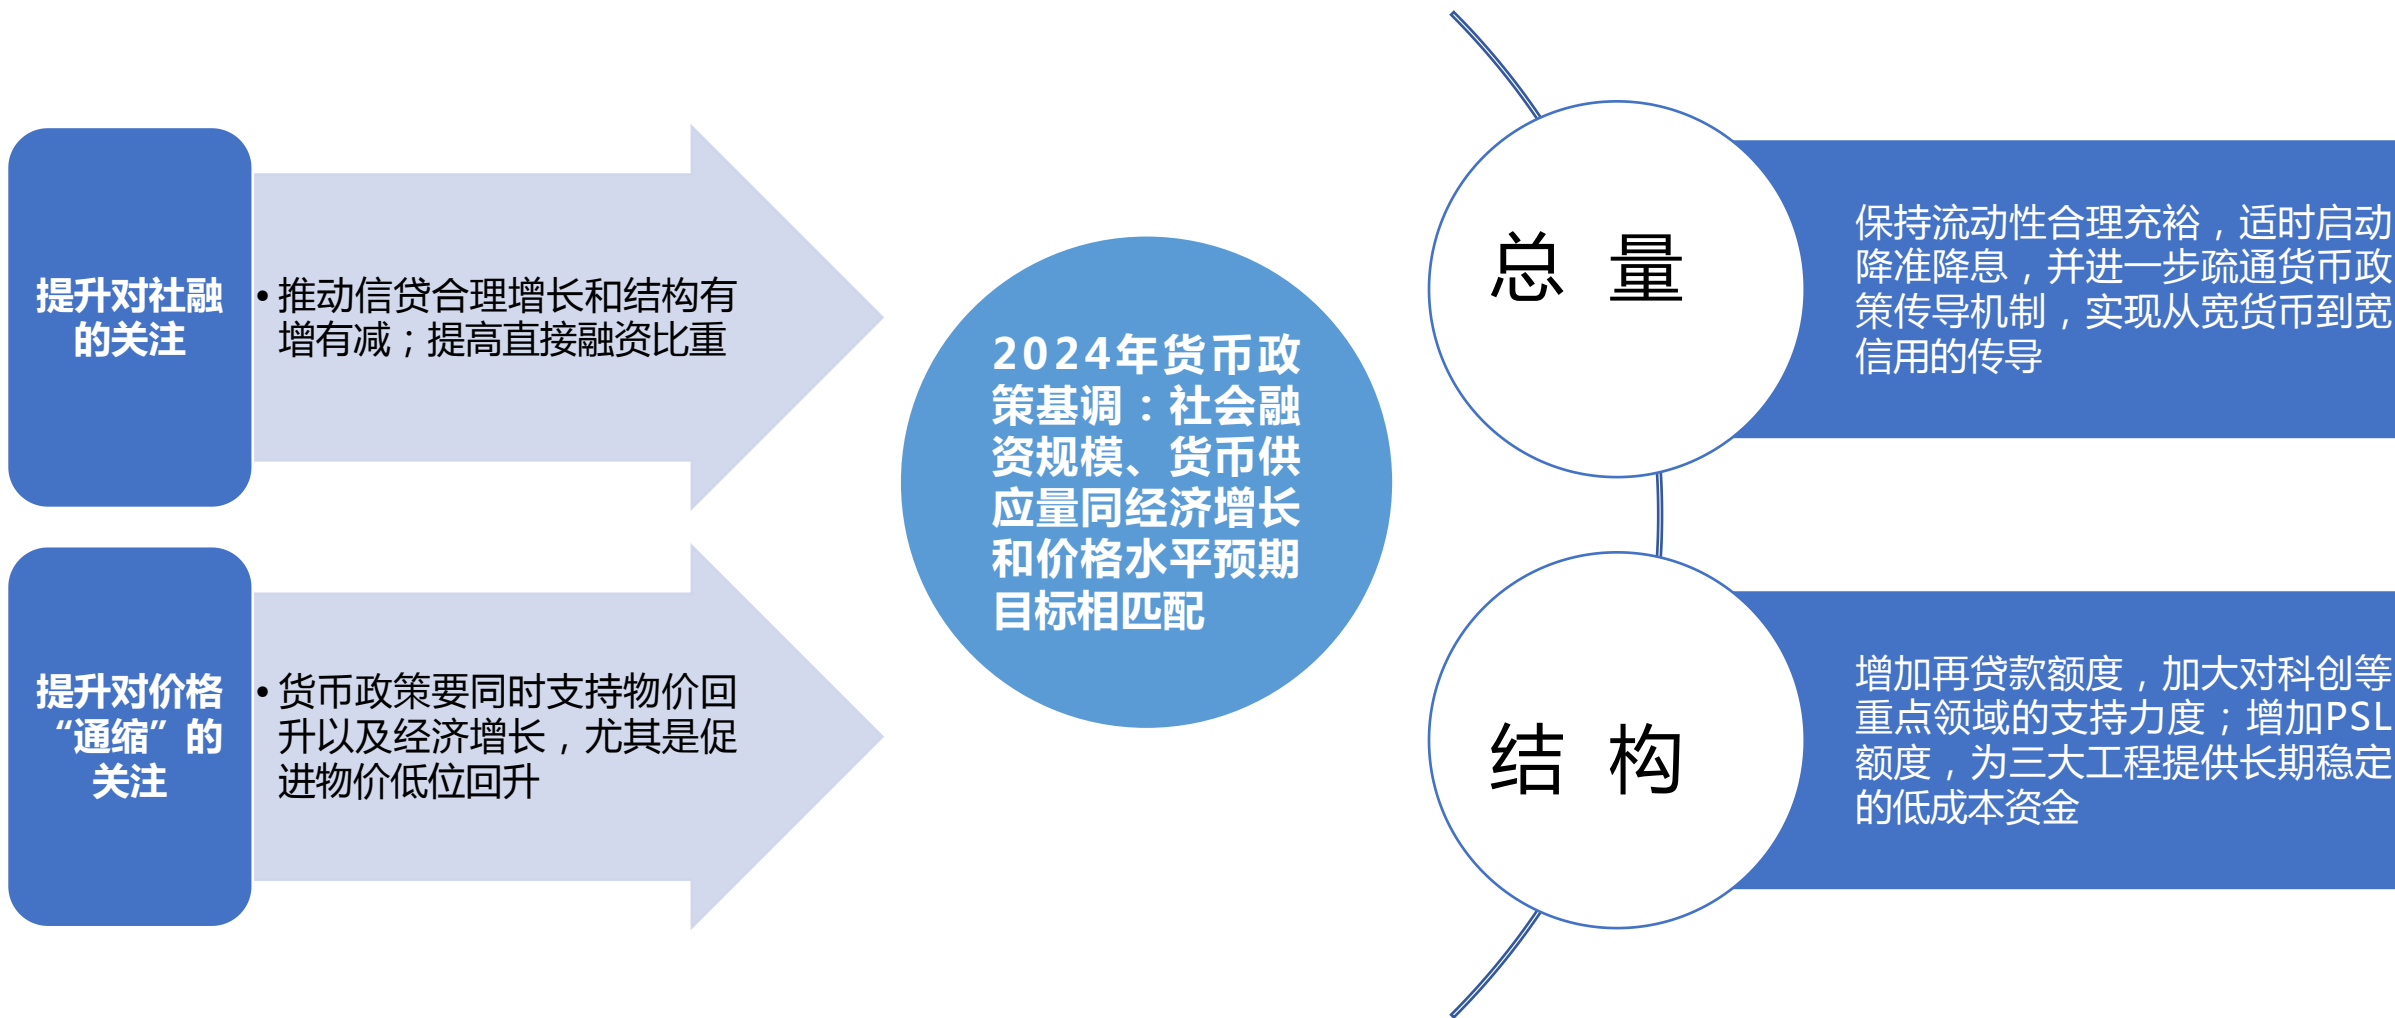 提升对社融
的关注
•推动信贷合理增长和结构有
增有减；提高直接融资比重
提升对价格
“通缩”的
关注
•货币政策要同时支持物价回
升以及经济增长，尤其是促
进物价低位回升
2024年货币政
策基调：社会融
资规模、货币供
应量同经济增长
和价格水平预期
目标相匹配
总 量
保持流动性合理充裕，适时启动
降准降息，并进一步疏通货币政
策传导机制，实现从宽货币到宽
信用的传导
结 构
增加再贷款额度，加大对科创等
重点领域的支持力度；增加PSL
额度，为三大工程提供长期稳定
的低成本资金